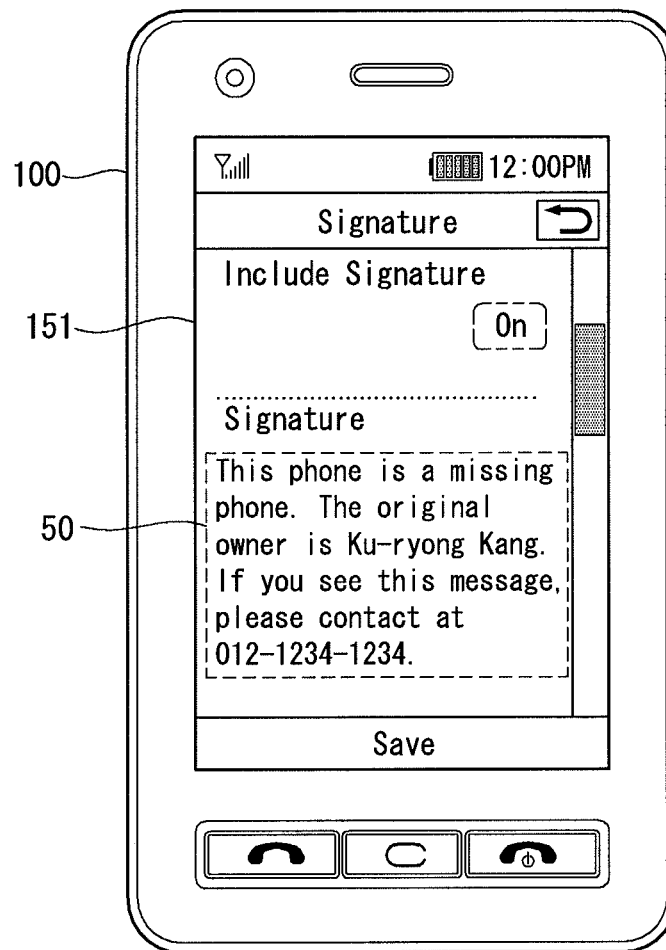 12:00PM
Signature
Include Signature
On
Signature
This phone is a missing
phone. The original
owner is Ku-ryong Kang.
If you see this message,
please contact at
012-1234-1234.
Save
100
151
50